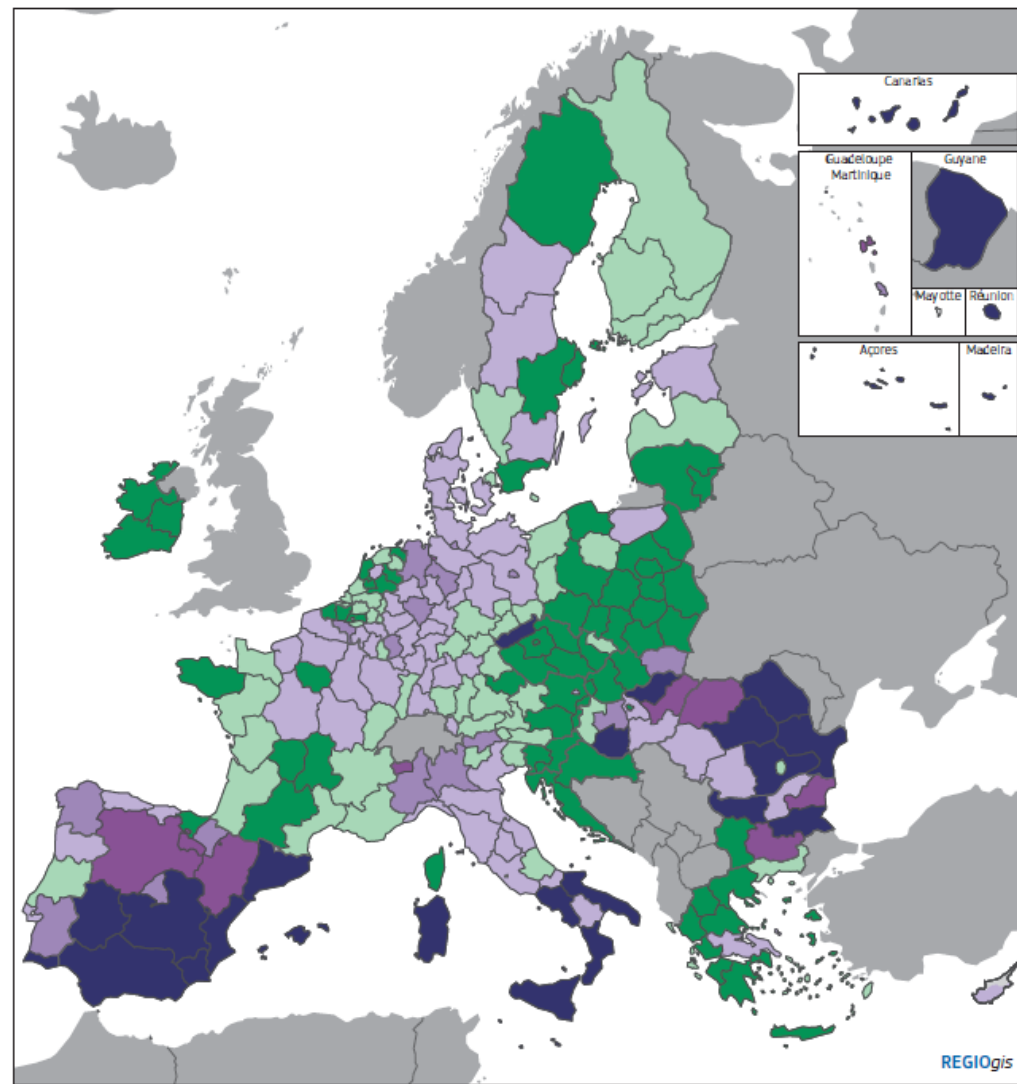 Canarias
Guadeloupe
Martinique
Guyane
Mayotte
Réunion
Açores
Madeira
REGIOgis